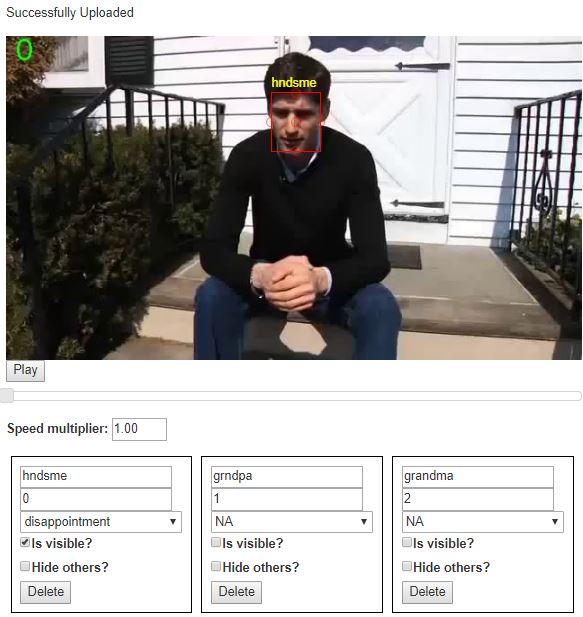 Successfully Uploaded
0
hndsme
Play
Speed multiplier: 1.00
hndsme grndpa grandma
0 1 2
disappointment NA NA
Is visible? Is visible? Is visible?
Hide others? Hide others? Hide others?
Delete Delete Delete